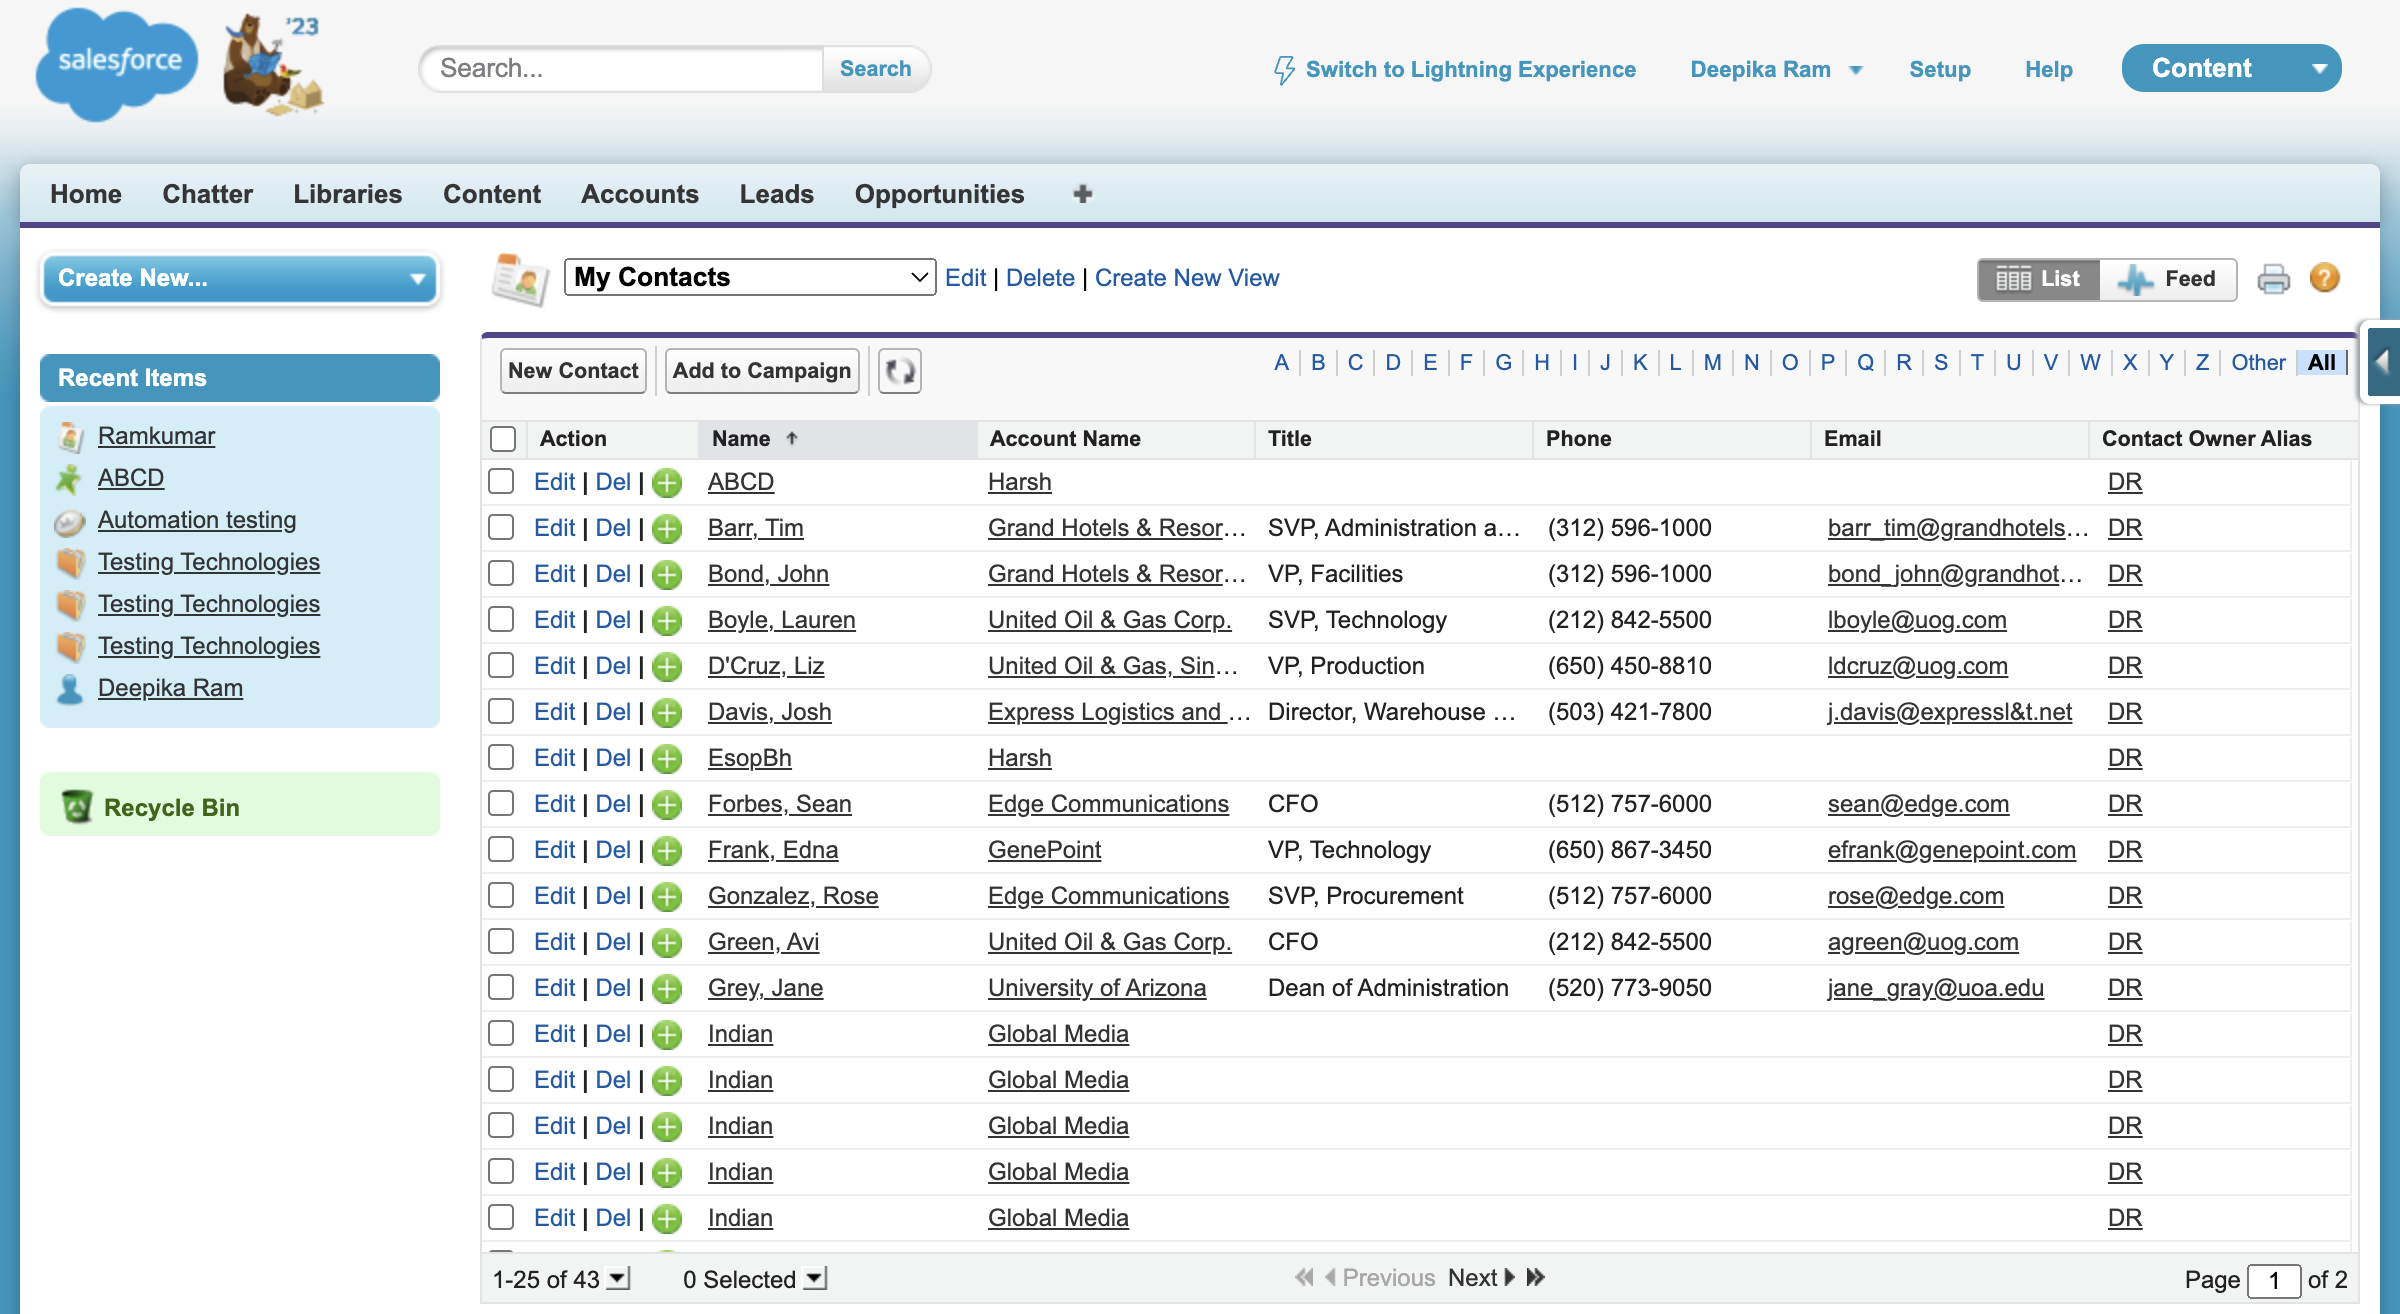 salesforce '23 Search... Search Switch to Lightning Experience Deepika Ram Setup Help Content
Home Chatter Libraries Content Accounts Leads Opportunities
Create New...
My Contacts Edit | Delete | Create New View List Feed ?
Recent Items
Ramkumar
ABCD
Automation testing
Testing Technologies
Testing Technologies
Testing Technologies
Deepika Ram
Recycle Bin
New Contact Add to Campaign A B C D E F G H I J K L M N O P Q R S T U V W X Y Z Other All
Action Name Account Name Title Phone Email Contact Owner Alias
Edit | Del | ABCD Harsh DR
Edit | Del | Barr, Tim Grand Hotels & Resor... SVP, Administration a... (312) 596-1000 barr_tim@grandhotels... DR
Edit | Del | Bond, John Grand Hotels & Resor... VP, Facilities (312) 596-1000 bond_john@grandhot... DR
Edit | Del | Boyle, Lauren United Oil & Gas Corp. SVP, Technology (212) 842-5500 lboyle@uog.com DR
Edit | Del | D'Cruz, Liz United Oil & Gas, Sin... VP, Production (650) 450-8810 ldcruz@uog.com DR
Edit | Del | Davis, Josh Express Logistics and ... Director, Warehouse ... (503) 421-7800 j.davis@expressl&t.net DR
Edit | Del | EsopBh Harsh DR
Edit | Del | Forbes, Sean Edge Communications CFO (512) 757-6000 sean@edge.com DR
Edit | Del | Frank, Edna GenePoint VP, Technology (650) 867-3450 efrank@genepoint.com DR
Edit | Del | Gonzalez, Rose Edge Communications SVP, Procurement (512) 757-6000 rose@edge.com DR
Edit | Del | Green, Avi United Oil & Gas Corp. CFO (212) 842-5500 agreen@uog.com DR
Edit | Del | Grey, Jane University of Arizona Dean of Administration (520) 773-9050 jane_gray@uoa.edu DR
Edit | Del | Indian Global Media DR
Edit | Del | Indian Global Media DR
Edit | Del | Indian Global Media DR
Edit | Del | Indian Global Media DR
Edit | Del | Indian Global Media DR
1-25 of 43 0 Selected Previous Next Page 1 of 2